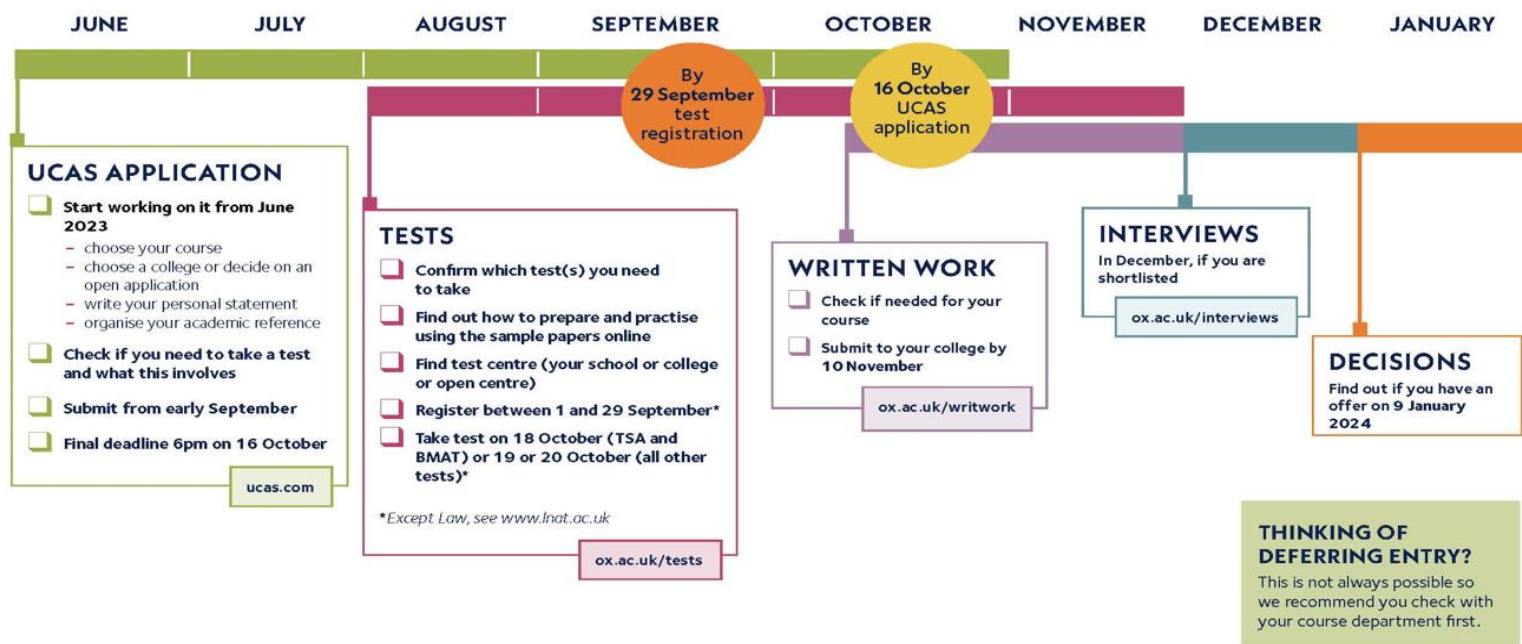 JUNE
JULY
AUGUST
SEPTEMBER
OCTOBER
NOVEMBER
DECEMBER
JANUARY
By
29 September
test
registration
By
16 October
UCAS
application
UCAS APPLICATION
Start working on it from June
2023
– choose your course
– choose a college or decide on an
open application
– write your personal statement
– organise your academic reference
Check if you need to take a test
and what this involves
Submit from early September
Final deadline 6pm on 16 October
ucas.com
TESTS
Confirm which test(s) you need
to take
Find out how to prepare and practise
using the sample papers online
Find test centre (your school or college
or open centre)
Register between 1 and 29 September*
Take test on 18 October (TSA and
BMAT) or 19 or 20 October (all other
tests)*
*Except Law, see www.lnat.ac.uk
ox.ac.uk/tests
WRITTEN WORK
Check if needed for your
course
Submit to your college by
10 November
ox.ac.uk/writwork
INTERVIEWS
In December, if you are
shortlisted
ox.ac.uk/interviews
DECISIONS
Find out if you have an
offer on 9 January
2024
THINKING OF
DEFERRING ENTRY?
This is not always possible so
we recommend you check with
your course department first.